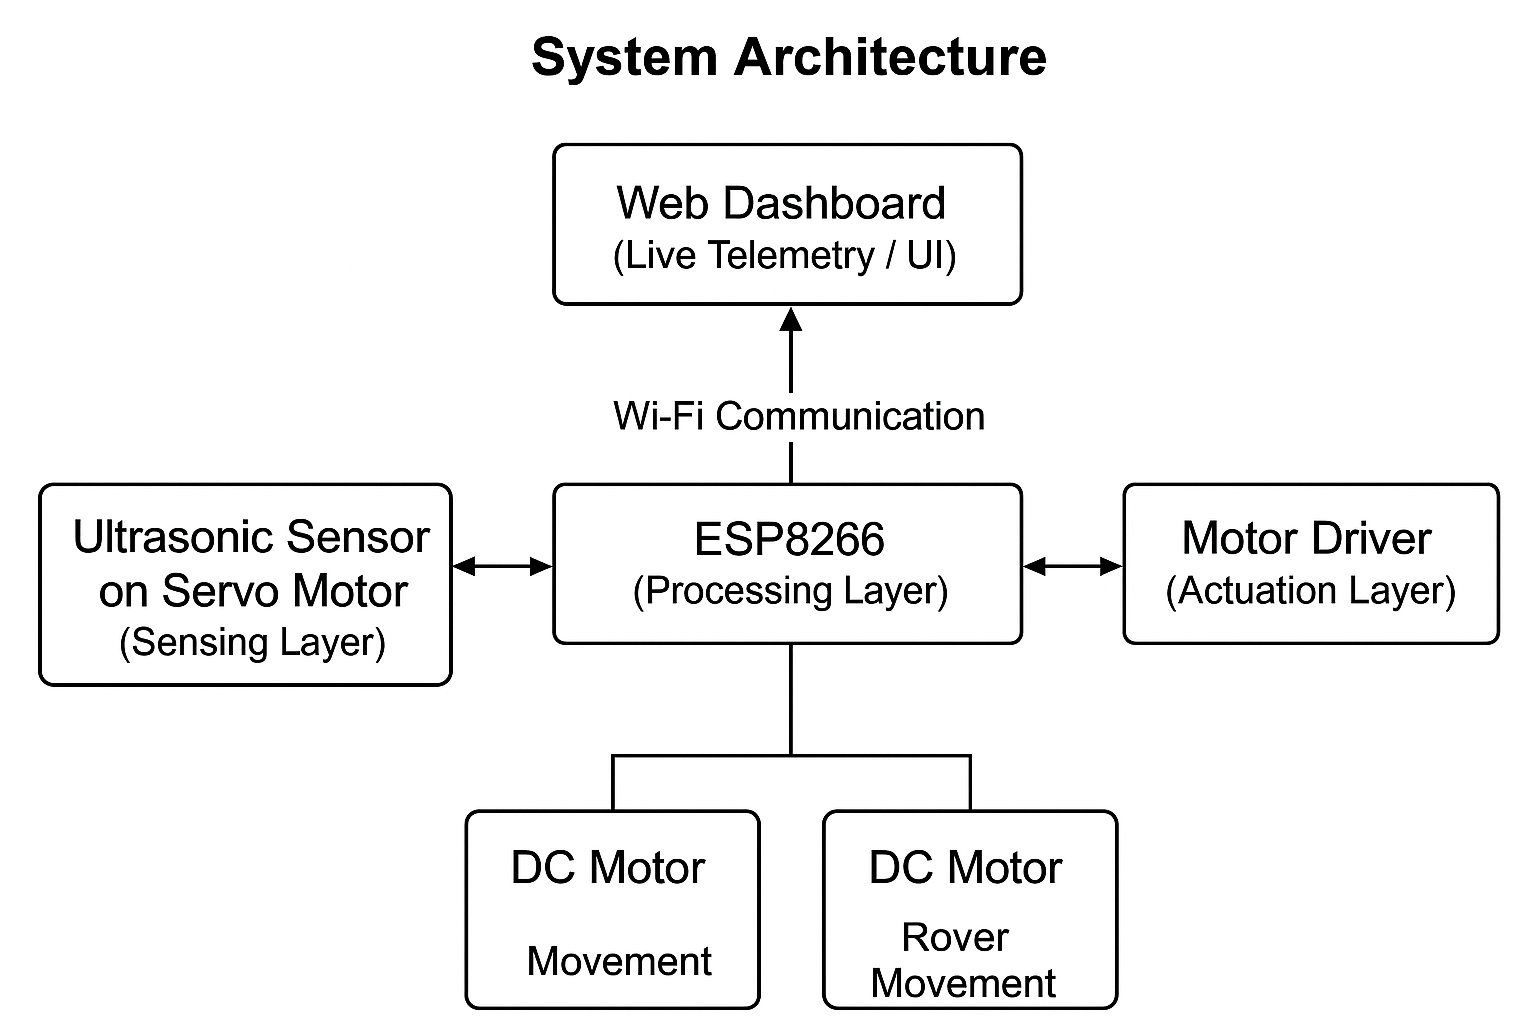 System Architecture
Web Dashboard
(Live Telemetry / UI)
Wi-Fi Communication
Ultrasonic Sensor
on Servo Motor
(Sensing Layer)
ESP8266
(Processing Layer)
Motor Driver
(Actuation Layer)
DC Motor
Movement
DC Motor
Rover
Movement